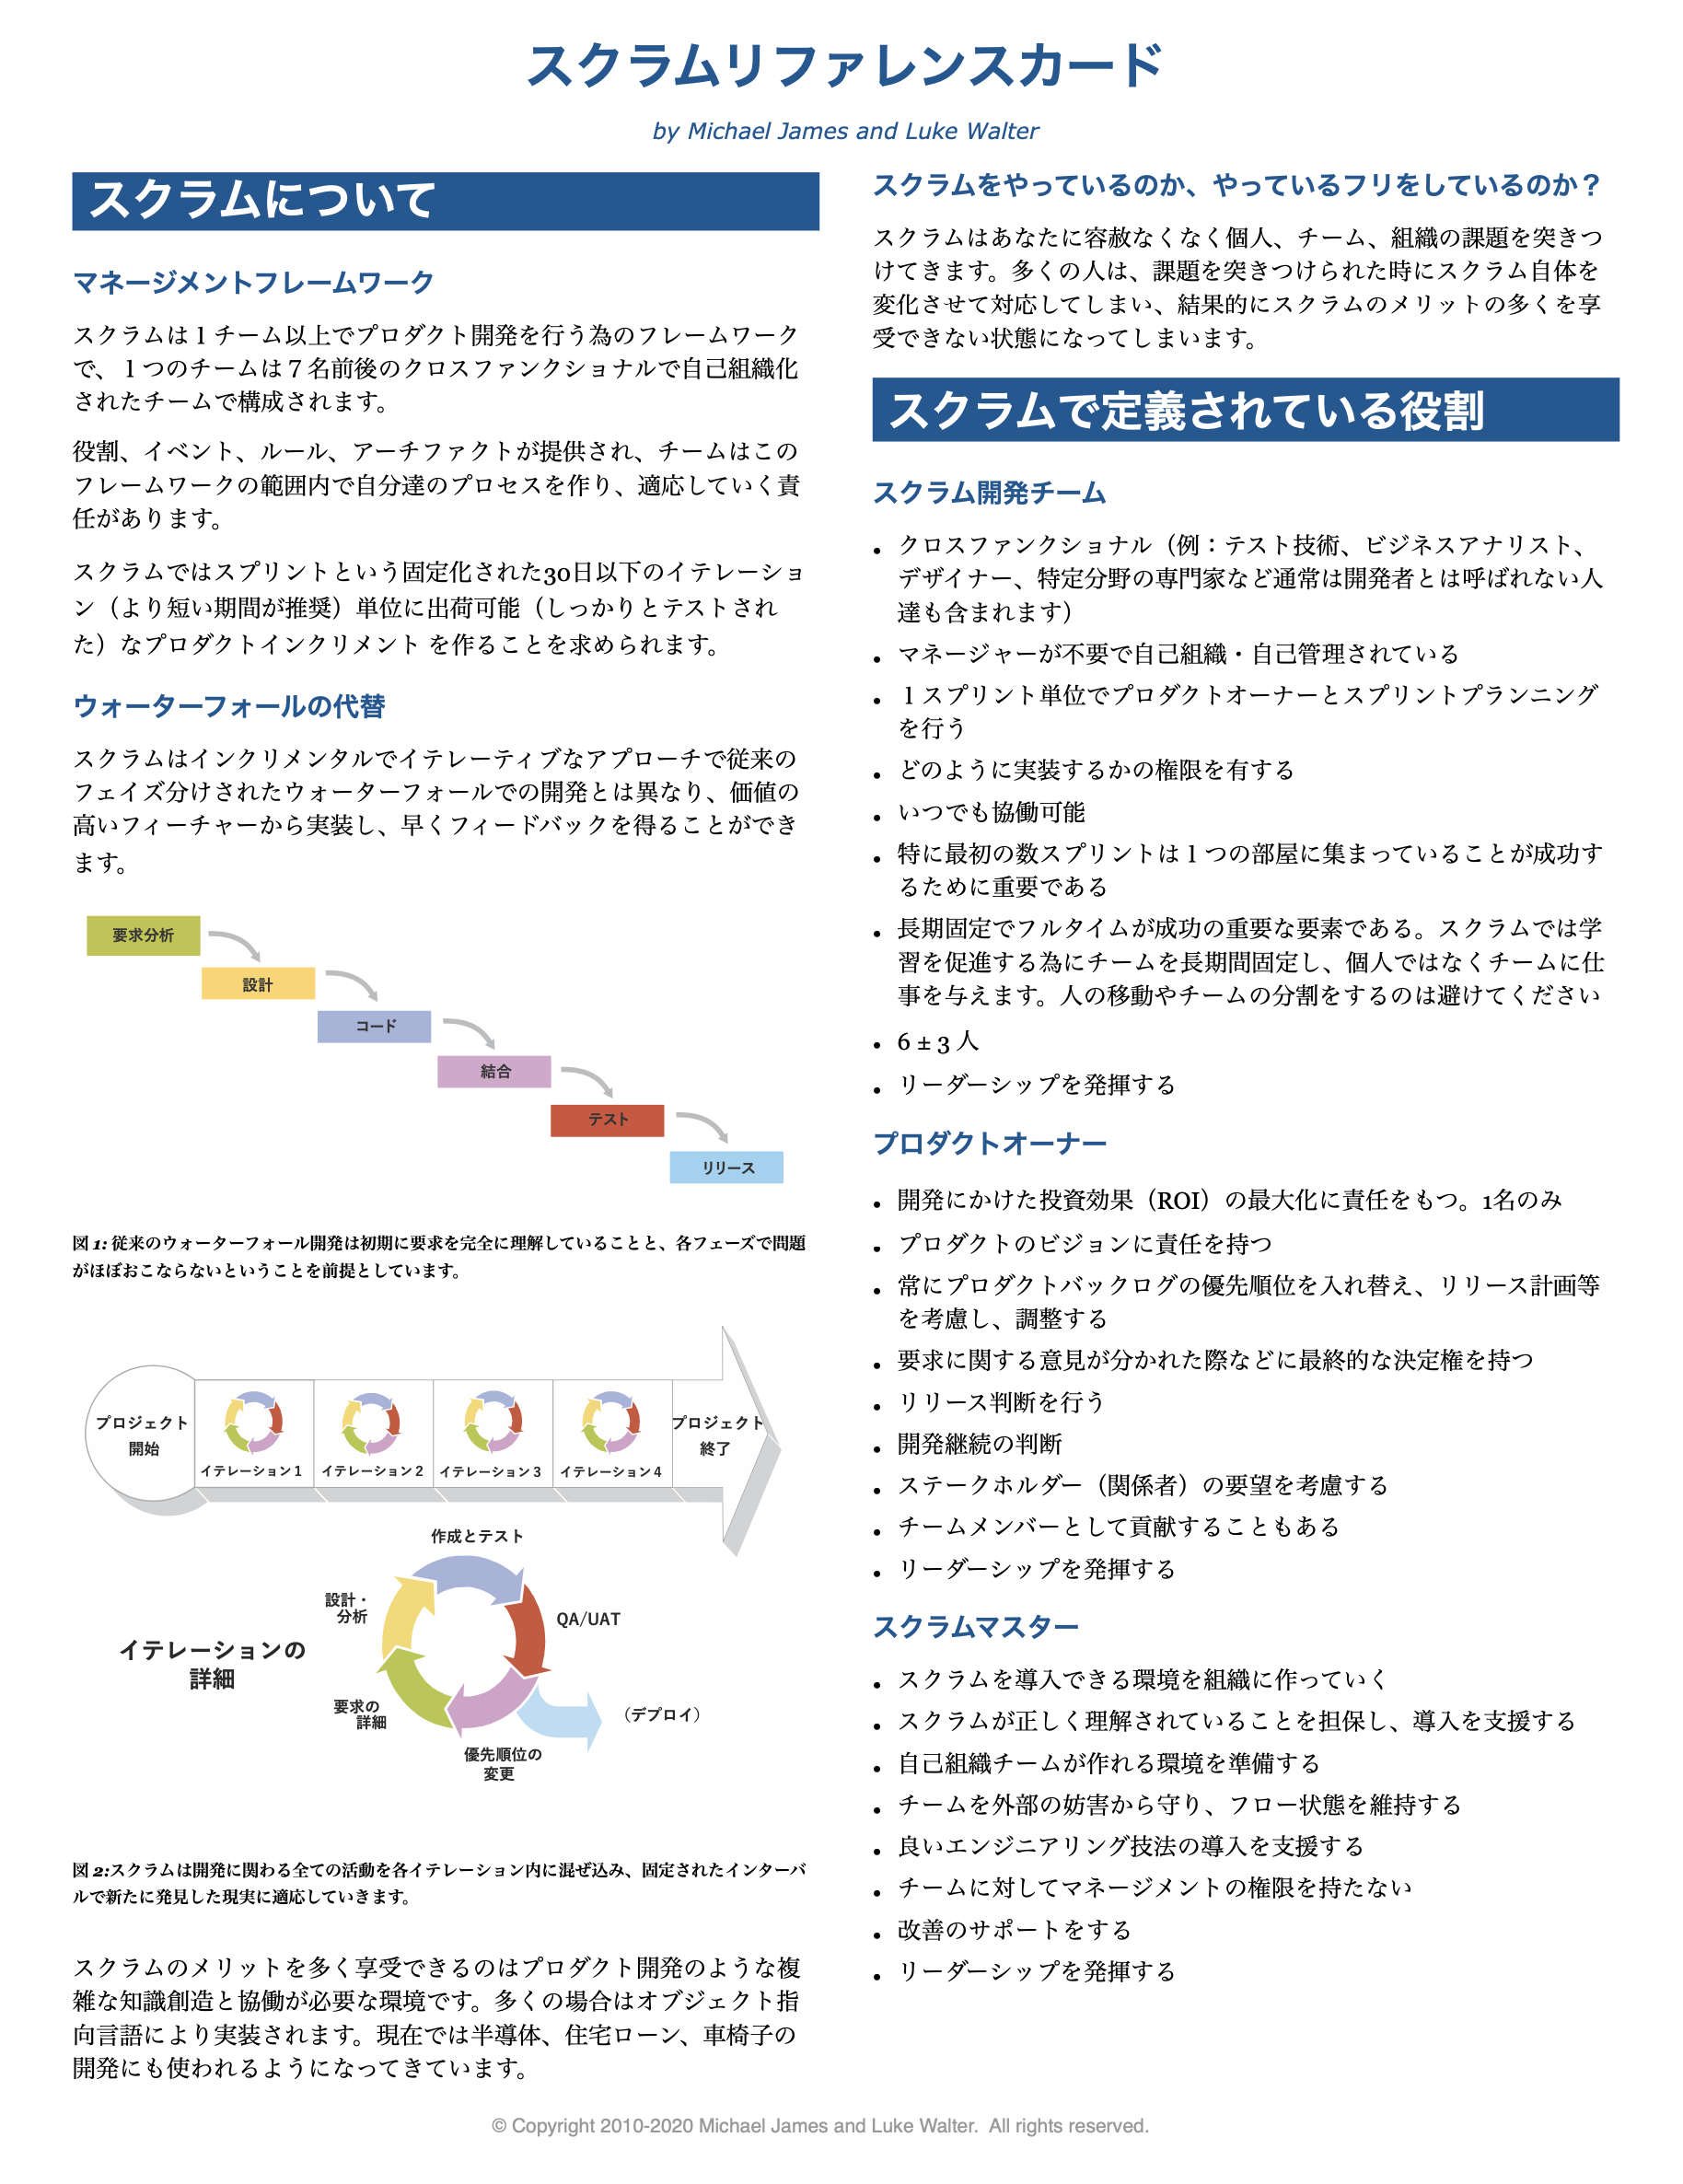 スクラムリファレンスカード
by Michael James and Luke Walter
スクラムについて
マネージメントフレームワーク
スクラムは１チーム以上でプロダクト開発を行う為のフレームワーク
で、１つのチームは７名前後のクロスファンクショナルで自己組織化
されたチームで構成されます。
役割、イベント、ルール、アーチファクトが提供され、チームはこの
フレームワークの範囲内で自分達のプロセスを作り、適応していく責
任があります。
スクラムではスプリントという固定化された30日以下のイテレーショ
ン（より短い期間が推奨）単位に出荷可能（しっかりとテストされ
た）なプロダクトインクリメント を作ることを求められます。
ウォーターフォールの代替
スクラムはインクリメンタルでイテレーティブなアプローチで従来の
フェイズ分けされたウォーターフォールでの開発とは異なり、価値の
高いフィーチャーから実装し、早くフィードバックを得ることができ
ます。
要求分析
設計
コード
結合
テスト
リリース
図 1: 従来のウォーターフォール開発は初期に要求を完全に理解していることと、各フェーズで問題
がほぼおこならないということを前提としています。
プロジェクト
開始
イテレーション 1
イテレーション 2
イテレーション 3
イテレーション 4
プロジェクト
終了
イテレーションの
詳細
作成とテスト
QA/UAT
（デプロイ）
優先順位の
変更
要求の
詳細
設計・
分析
図 2:スクラムは開発に関わる全ての活動を各イテレーション内に混ぜ込み、固定されたインターバ
ルで新たに発見した現実に適応していきます。
スクラムのメリットを多く享受できるのはプロダクト開発のような複
雑な知識創造と協働が必要な環境です。多くの場合はオブジェクト指
向言語により実装されます。現在では半導体、住宅ローン、車椅子の
開発にも使われるようになってきています。
スクラムをやっているのか、やっているフリをしているのか？
スクラムはあなたに容赦なくなく個人、チーム、組織の課題を突きつ
けてきます。多くの人は、課題を突きつけられた時にスクラム自体を
変化させて対応してしまい、結果的にスクラムのメリットの多くを享
受できない状態になってしまいます。
スクラムで定義されている役割
スクラム開発チーム
• クロスファンクショナル（例：テスト技術、ビジネスアナリスト、
デザイナー、特定分野の専門家など通常は開発者とは呼ばれない人
達も含まれます）
• マネージャーが不要で自己組織・自己管理されている
• １スプリント単位でプロダクトオーナーとスプリントプランニング
を行う
• どのように実装するかの権限を有する
• いつでも協働可能
• 特に最初の数スプリントは１つの部屋に集まっていることが成功す
るために重要である
• 長期固定でフルタイムが成功の重要な要素である。スクラムでは学
習を促進する為にチームを長期間固定し、個人ではなくチームに仕
事を与えます。人の移動やチームの分割をするのは避けてください
• 6 ± 3 人
• リーダーシップを発揮する
プロダクトオーナー
• 開発にかけた投資効果（ROI）の最大化に責任をもつ。1名のみ
• プロダクトのビジョンに責任を持つ
• 常にプロダクトバックログの優先順位を入れ替え、リリース計画等
を考慮し、調整する
• 要求に関する意見が分かれた際などに最終的な決定権を持つ
• リリース判断を行う
• 開発継続の判断
• ステークホルダー（関係者）の要望を考慮する
• チームメンバーとして貢献することもある
• リーダーシップを発揮する
スクラムマスター
• スクラムを導入できる環境を組織に作っていく
• スクラムが正しく理解されていることを担保し、導入を支援する
• 自己組織チームが作れる環境を準備する
• チームを外部の妨害から守り、フロー状態を維持する
• 良いエンジニアリング技法の導入を支援する
• チームに対してマネージメントの権限を持たない
• 改善のサポートをする
• リーダーシップを発揮する
© Copyright 2010-2020 Michael James and Luke Walter. All rights reserved.